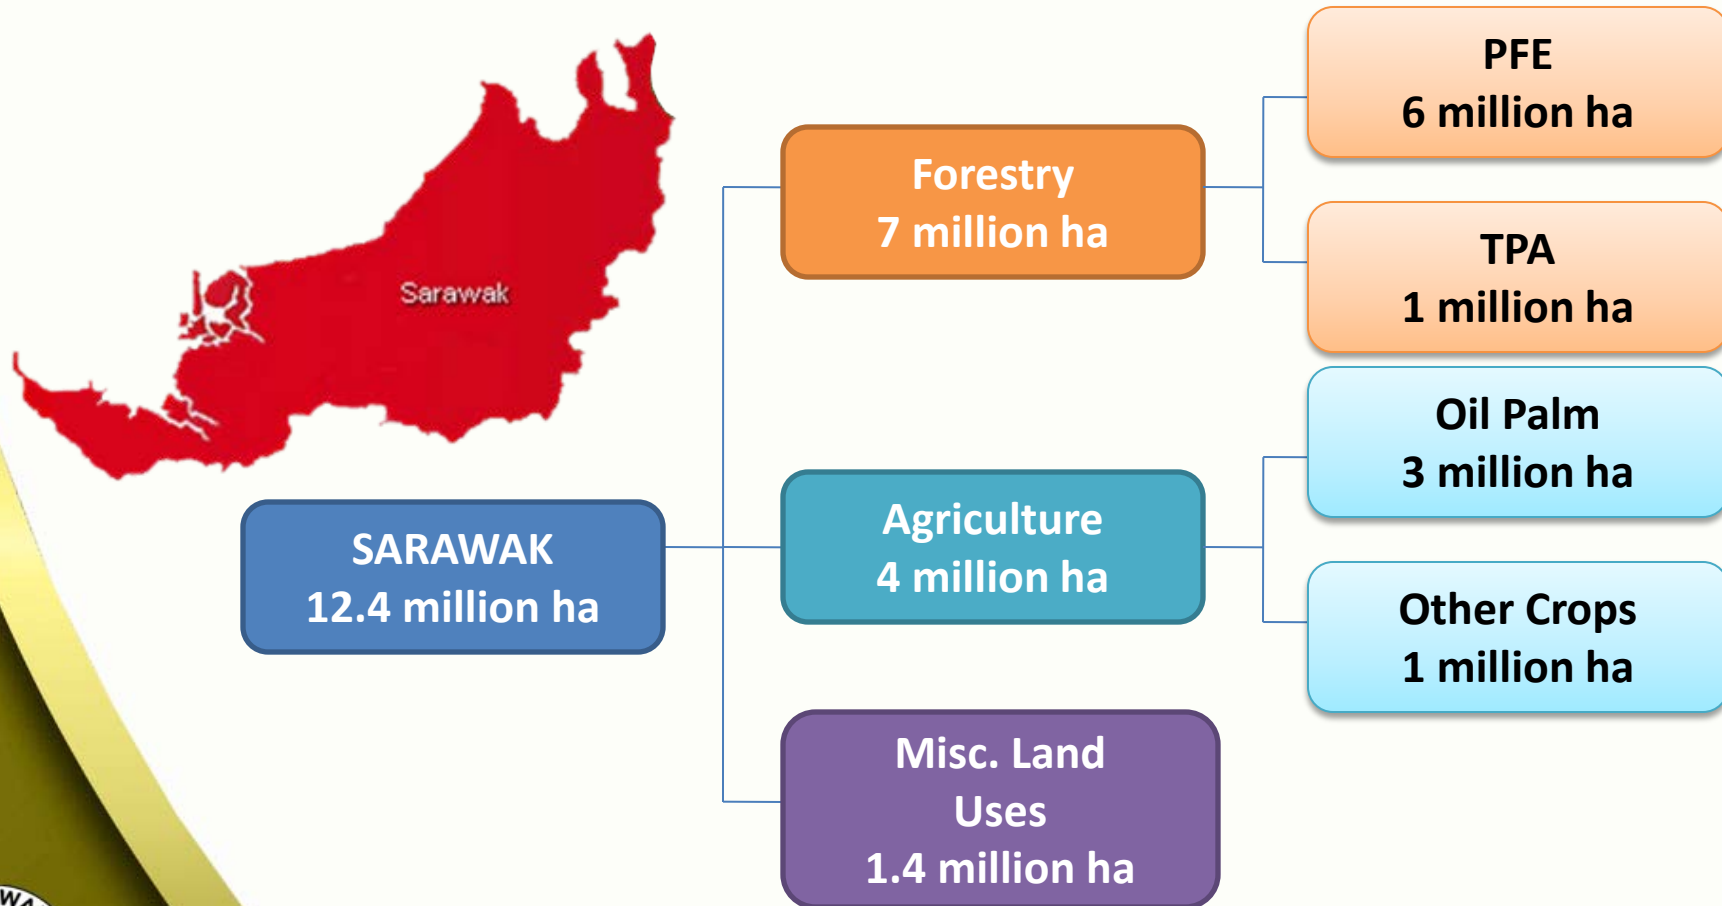 Sarawak
SARAWAK
12.4 million ha
Forestry
7 million ha
PFE
6 million ha
TPA
1 million ha
Agriculture
4 million ha
Oil Palm
3 million ha
Other Crops
1 million ha
Misc. Land
Uses
1.4 million ha